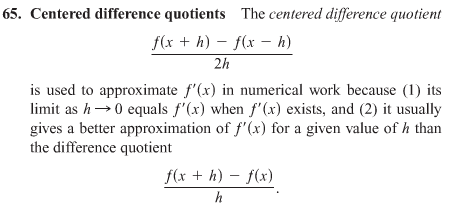 65. Centered difference quotients The centered difference quotient
f(x + h) − f(x − h)
2h
is used to approximate f′(x) in numerical work because (1) its
limit as h → 0 equals f′(x) when f′(x) exists, and (2) it usually
gives a better approximation of f′(x) for a given value of h than
the difference quotient
f(x + h) − f(x)
h .